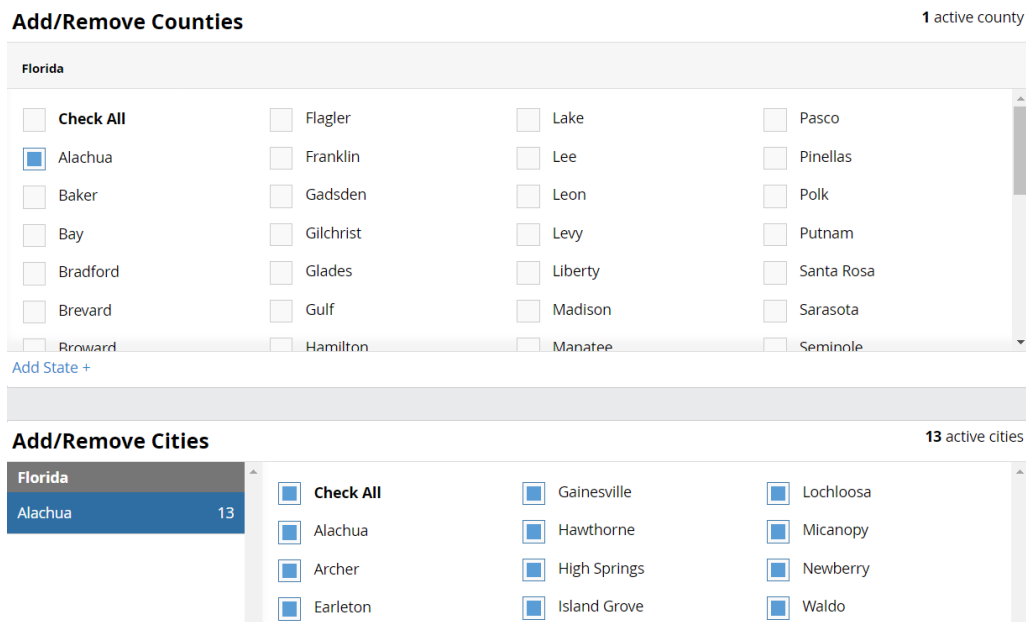 Add/Remove Counties
1 active county
Florida
Check All
Flagler
Lake
Pasco
Alachua
Franklin
Lee
Pinellas
Baker
Gadsden
Leon
Polk
Bay
Gilchrist
Levy
Putnam
Bradford
Glades
Liberty
Santa Rosa
Brevard
Gulf
Madison
Sarasota
Broward
Hamilton
Manatee
Seminole
Add State +
Add/Remove Cities
13 active cities
Florida
Alachua 13
Check All
Gainesville
Lochloosa
Alachua
Hawthorne
Micanopy
Archer
High Springs
Newberry
Earleton
Island Grove
Waldo